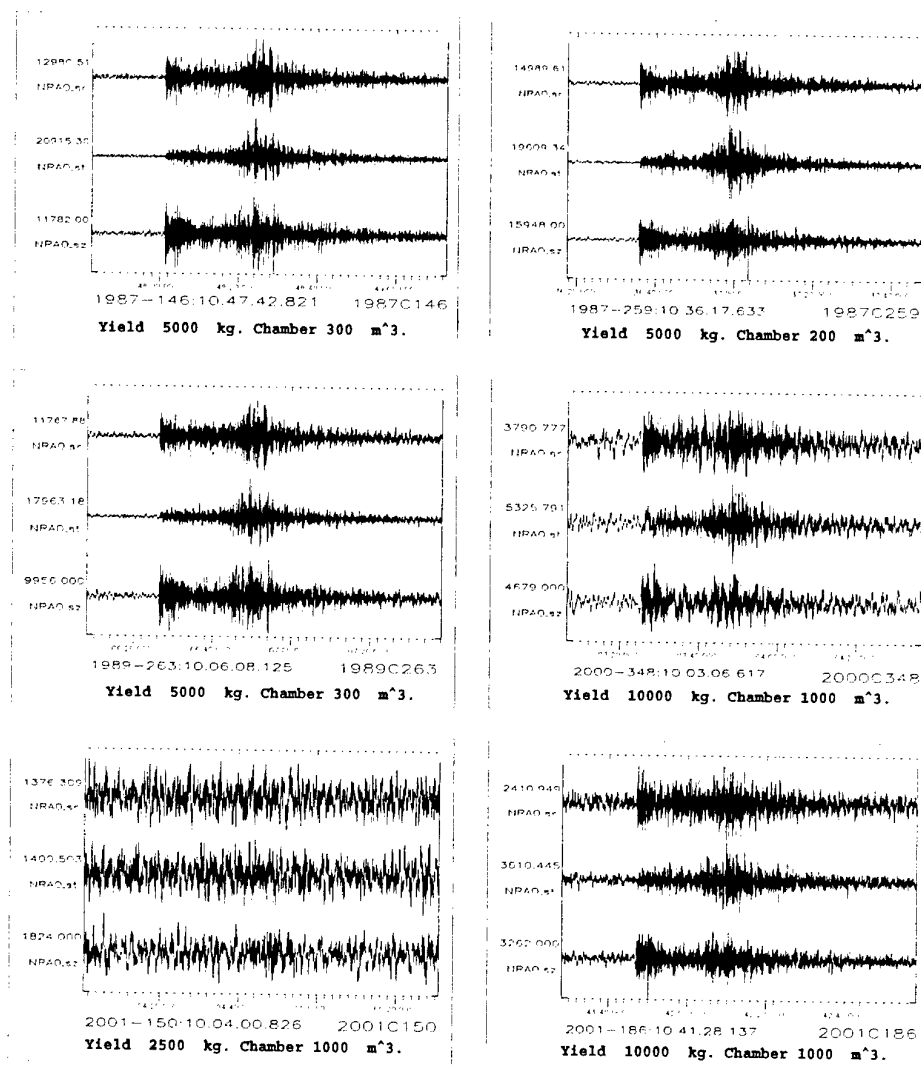 12980.51
NRAO.sr
20915.30
NRAO.st
11782.00
NRAO.sz
1987-146:10.47.42.821 1987C146
Yield 5000 kg. Chamber 300 m^3.
14989.61
NRAO.sr
19009.34
NRAO.st
15948.00
NRAO.sz
1987-259:10 36.17.633 1987C259
Yield 5000 kg. Chamber 200 m^3.
11787.88
NRAO.sr
17963.18
NRAO.st
9956.000
NRAO.sz
1989-263:10.06.08.125 1989C263
Yield 5000 kg. Chamber 300 m^3.
3790.777
NRAO.sr
5325.791
NRAO.st
4679.000
NRAO.sz
2000-348:10 03.06 617 2000C348
Yield 10000 kg. Chamber 1000 m^3.
1376.309
NRAO.sr
1400.503
NRAO.st
1824.000
NRAO.sz
2001-150:10.04.00.826 2001C150
Yield 2500 kg. Chamber 1000 m^3.
2410.949
NRAO.sr
3610.445
NRAO.st
3262.000
NRAO.sz
2001-186:10 41.28 137 2001C186
Yield 10000 kg. Chamber 1000 m^3.